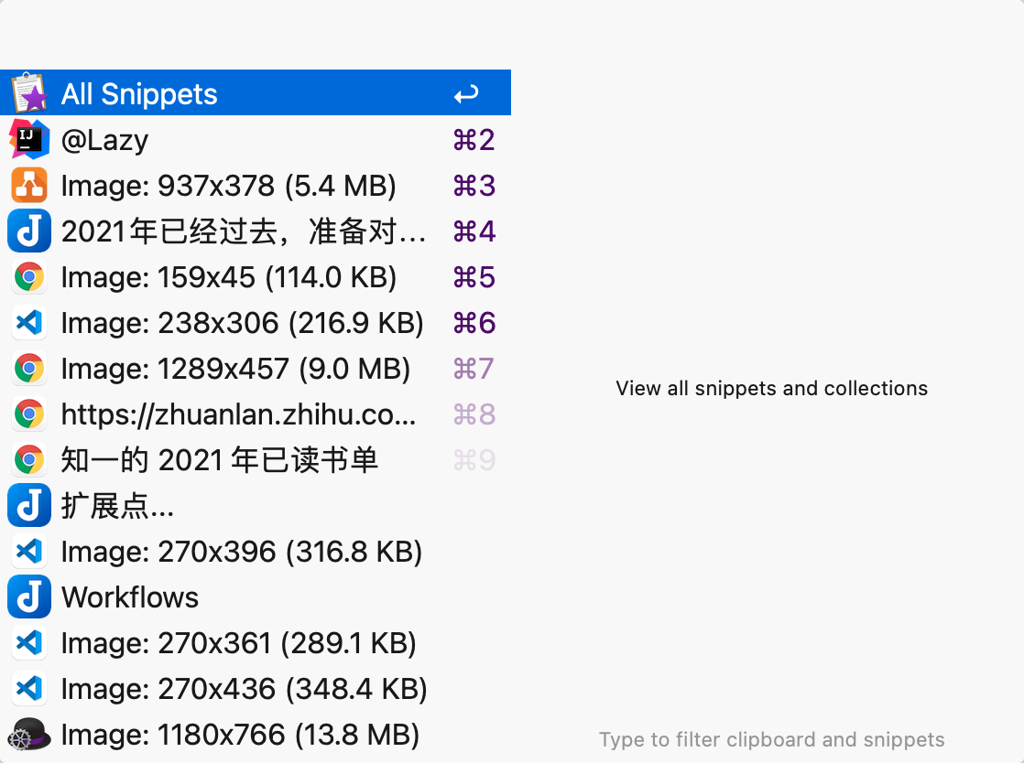 All Snippets
@Lazy ⌘2
Image: 937x378 (5.4 MB) ⌘3
2021年已经过去，准备对... ⌘4
Image: 159x45 (114.0 KB) ⌘5
Image: 238x306 (216.9 KB) ⌘6
Image: 1289x457 (9.0 MB) ⌘7
https://zhuanlan.zhihu.co... ⌘8
知一的 2021 年已读书单 ⌘9
扩展点...
Image: 270x396 (316.8 KB)
Workflows
Image: 270x361 (289.1 KB)
Image: 270x436 (348.4 KB)
Image: 1180x766 (13.8 MB)
View all snippets and collections
Type to filter clipboard and snippets